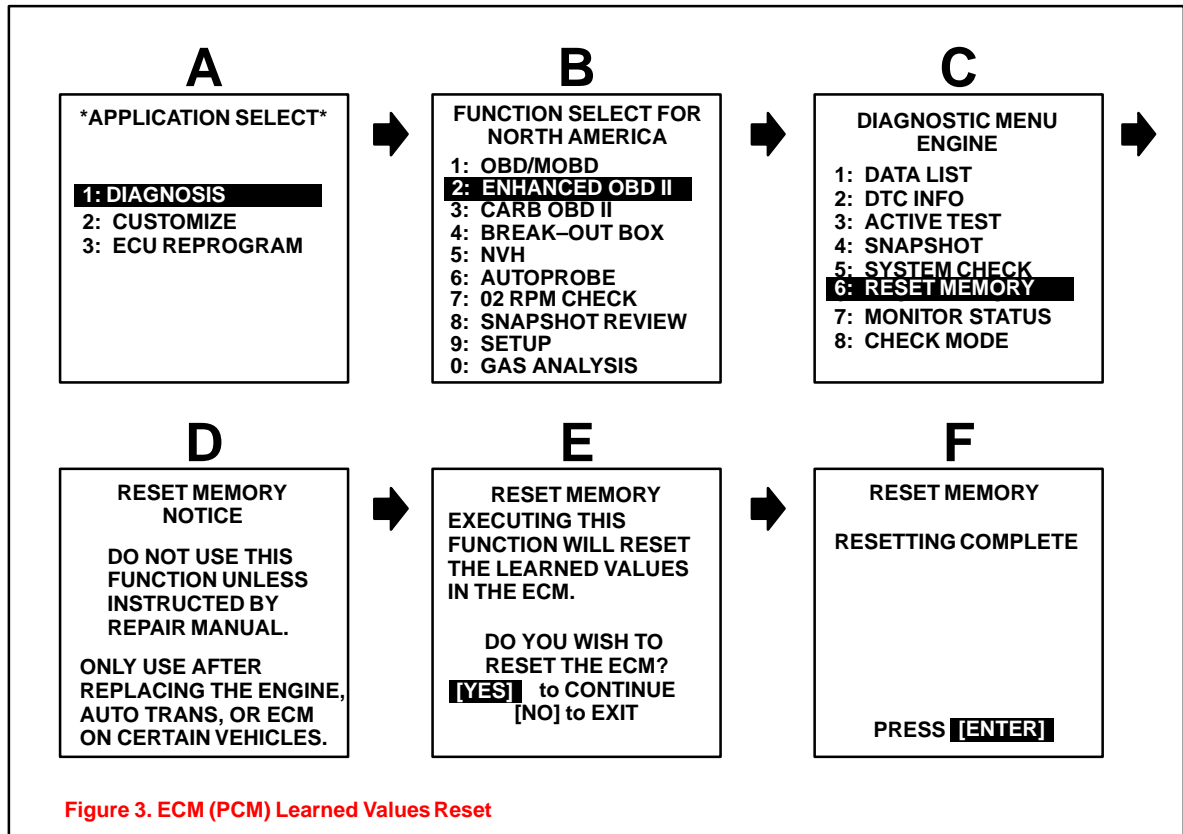 A
*APPLICATION SELECT*
1: DIAGNOSIS
2: CUSTOMIZE
3: ECU REPROGRAM
B
FUNCTION SELECT FOR
NORTH AMERICA
1: OBD/MOBD
2: ENHANCED OBD II
3: CARB OBD II
4: BREAK–OUT BOX
5: NVH
6: AUTOPROBE
7: 02 RPM CHECK
8: SNAPSHOT REVIEW
9: SETUP
0: GAS ANALYSIS
C
DIAGNOSTIC MENU
ENGINE
1: DATA LIST
2: DTC INFO
3: ACTIVE TEST
4: SNAPSHOT
5: SYSTEM CHECK
6: RESET MEMORY
7: MONITOR STATUS
8: CHECK MODE
D
RESET MEMORY
NOTICE
DO NOT USE THIS
FUNCTION UNLESS
INSTRUCTED BY
REPAIR MANUAL.
ONLY USE AFTER
REPLACING THE ENGINE,
AUTO TRANS, OR ECM
ON CERTAIN VEHICLES.
E
RESET MEMORY
EXECUTING THIS
FUNCTION WILL RESET
THE LEARNED VALUES
IN THE ECM.
DO YOU WISH TO
RESET THE ECM?
[YES] to CONTINUE
[NO] to EXIT
F
RESET MEMORY
RESETTING COMPLETE
PRESS [ENTER]
Figure 3. ECM (PCM) Learned Values Reset